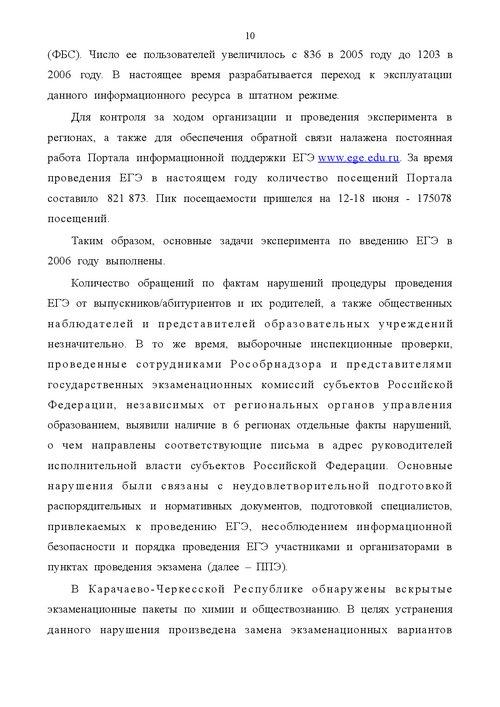 10
(ФБС). Число ее пользователей увеличилось с 836 в 2005 году до 1203 в
2006 году. В настоящее время разрабатывается переход к эксплуатации
данного информационного ресурса в штатном режиме.
Для контроля за ходом организации и проведения эксперимента в
регионах, а также для обеспечения обратной связи налажена постоянная
работа Портала информационной поддержки ЕГЭ www.ege.edu.ru. За время
проведения ЕГЭ в настоящем году количество посещений Портала
составило 821 873. Пик посещаемости пришелся на 12-18 июня - 175078
посещений.
Таким образом, основные задачи эксперимента по введению ЕГЭ в
2006 году выполнены.
Количество обращений по фактам нарушений процедуры проведения
ЕГЭ от выпускников/абитуриентов и их родителей, а также общественных
наблюдателей и представителей образовательных учреждений
незначительно. В то же время, выборочные инспекционные проверки,
проведенные сотрудниками Рособрнадзора и представителями
государственных экзаменационных комиссий субъектов Российской
Федерации, независимых от региональных органов управления
образованием, выявили наличие в 6 регионах отдельные факты нарушений,
о чем направлены соответствующие письма в адрес руководителей
исполнительной власти субъектов Российской Федерации. Основные
нарушения были связаны с неудовлетворительной подготовкой
распорядительных и нормативных документов, подготовкой специалистов,
привлекаемых к проведению ЕГЭ, несоблюдением информационной
безопасности и порядка проведения ЕГЭ участниками и организаторами в
пунктах проведения экзамена (далее – ППЭ).
В Карачаево-Черкесской Республике обнаружены вскрытые
экзаменационные пакеты по химии и обществознанию. В целях устранения
данного нарушения произведена замена экзаменационных вариантов